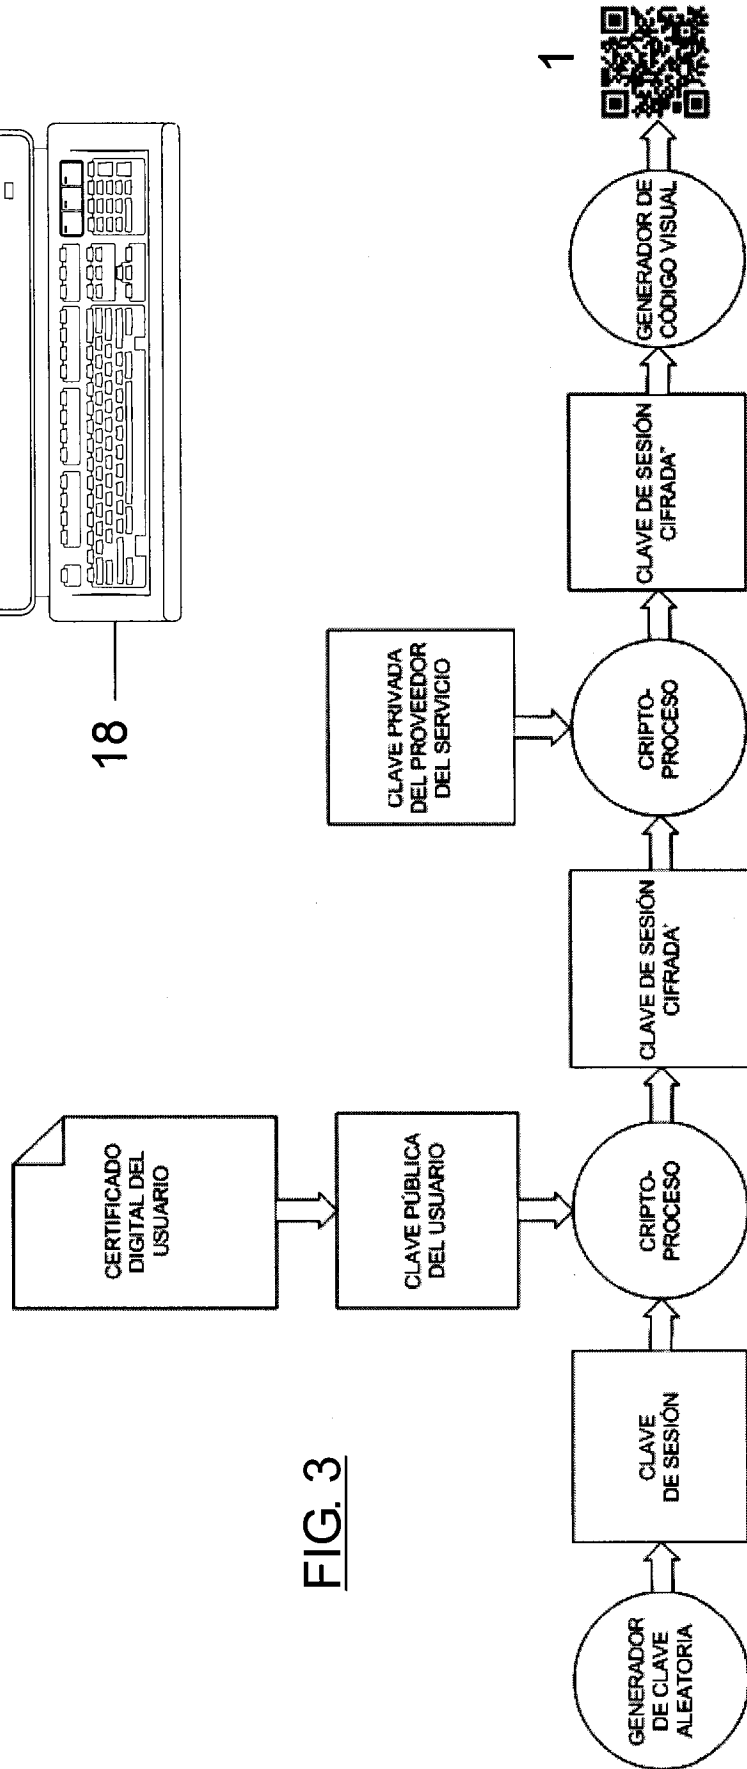 18
1
FIG. 3
CERTIFICADO
DIGITAL DEL
USUARIO
CLAVE PÚBLICA
DEL USUARIO
CLAVE PRIVADA
DEL PROVEEDOR
DEL SERVICIO
GENERADOR
DE CLAVE
ALEATORIA
CLAVE
DE SESIÓN
CRIPTO-
PROCESO
CLAVE DE SESIÓN
CIFRADA'
CRIPTO-
PROCESO
CLAVE DE SESIÓN
CIFRADA''
GENERADOR DE
CÓDIGO VISUAL